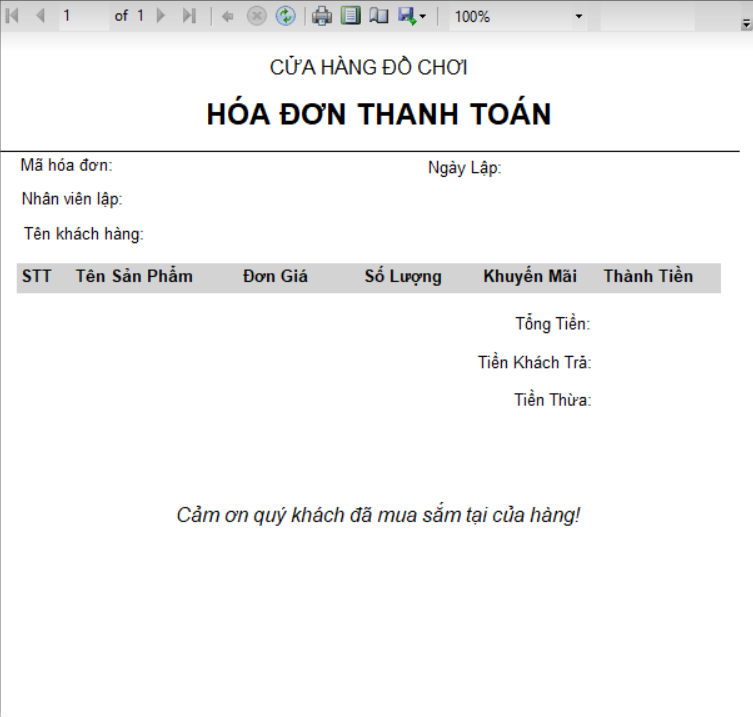 1 of 1 100%
CỬA HÀNG ĐỒ CHƠI
HÓA ĐƠN THANH TOÁN
Mã hóa đơn: Ngày Lập:
Nhân viên lập:
Tên khách hàng:
STT Tên Sản Phẩm Đơn Giá Số Lượng Khuyến Mãi Thành Tiền
Tổng Tiền:
Tiền Khách Trả:
Tiền Thừa:
Cảm ơn quý khách đã mua sắm tại của hàng!